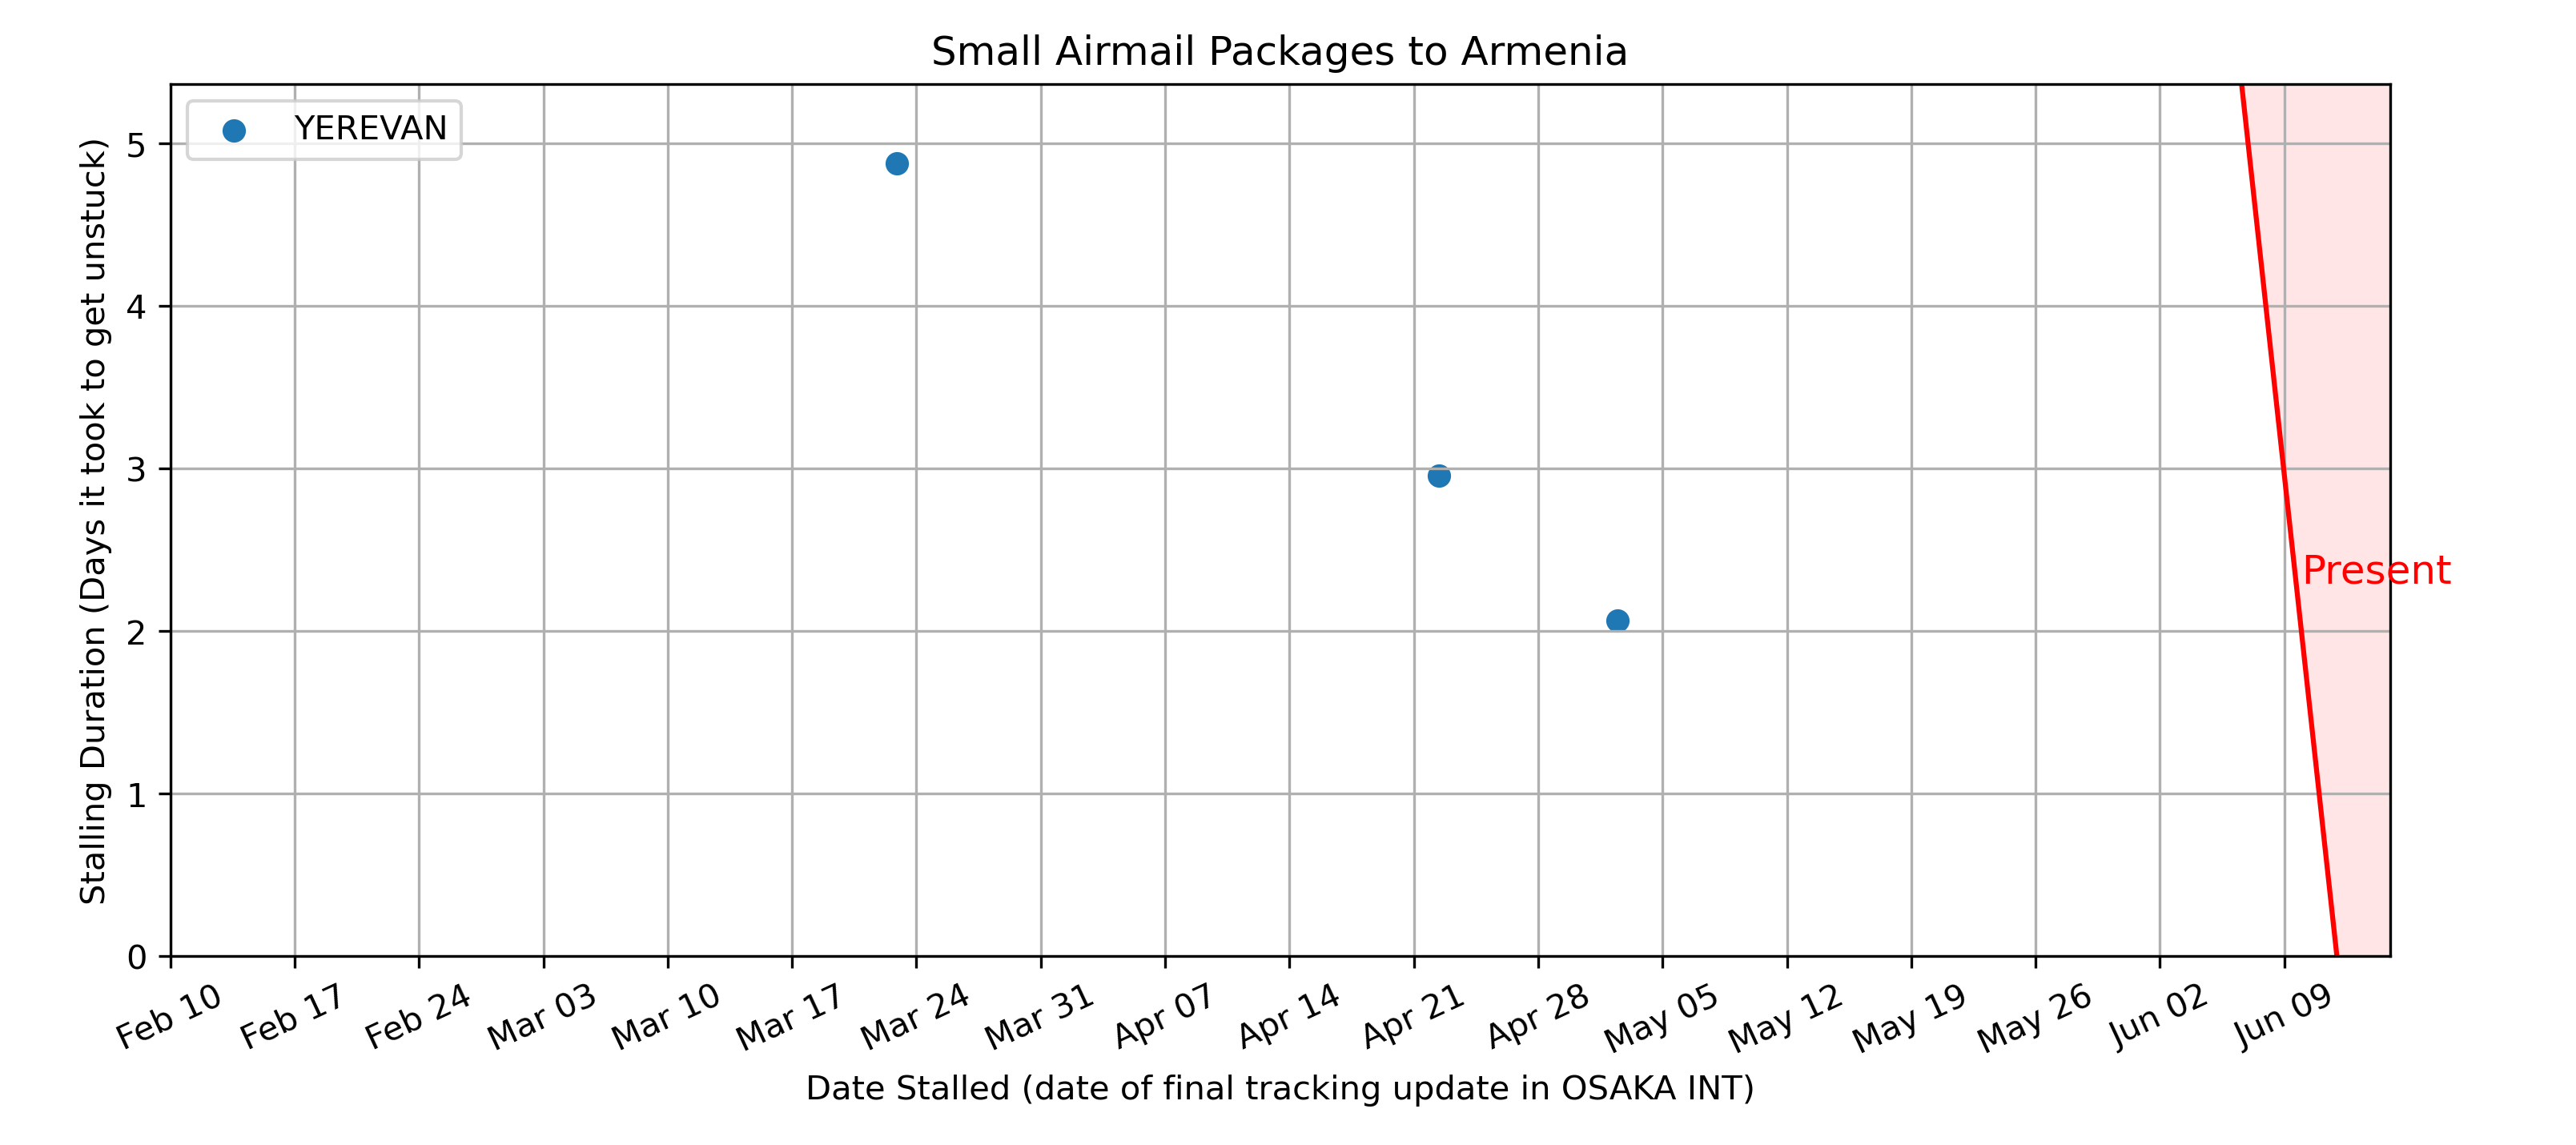 Small Airmail Packages to Armenia
YEREVAN
Stalling Duration (Days it took to get unstuck)
5
4
3
2
1
0
Present
Feb 10
Feb 17
Feb 24
Mar 03
Mar 10
Mar 17
Mar 24
Mar 31
Apr 07
Apr 14
Apr 21
Apr 28
May 05
May 12
May 19
May 26
Jun 02
Jun 09
Date Stalled (date of final tracking update in OSAKA INT)